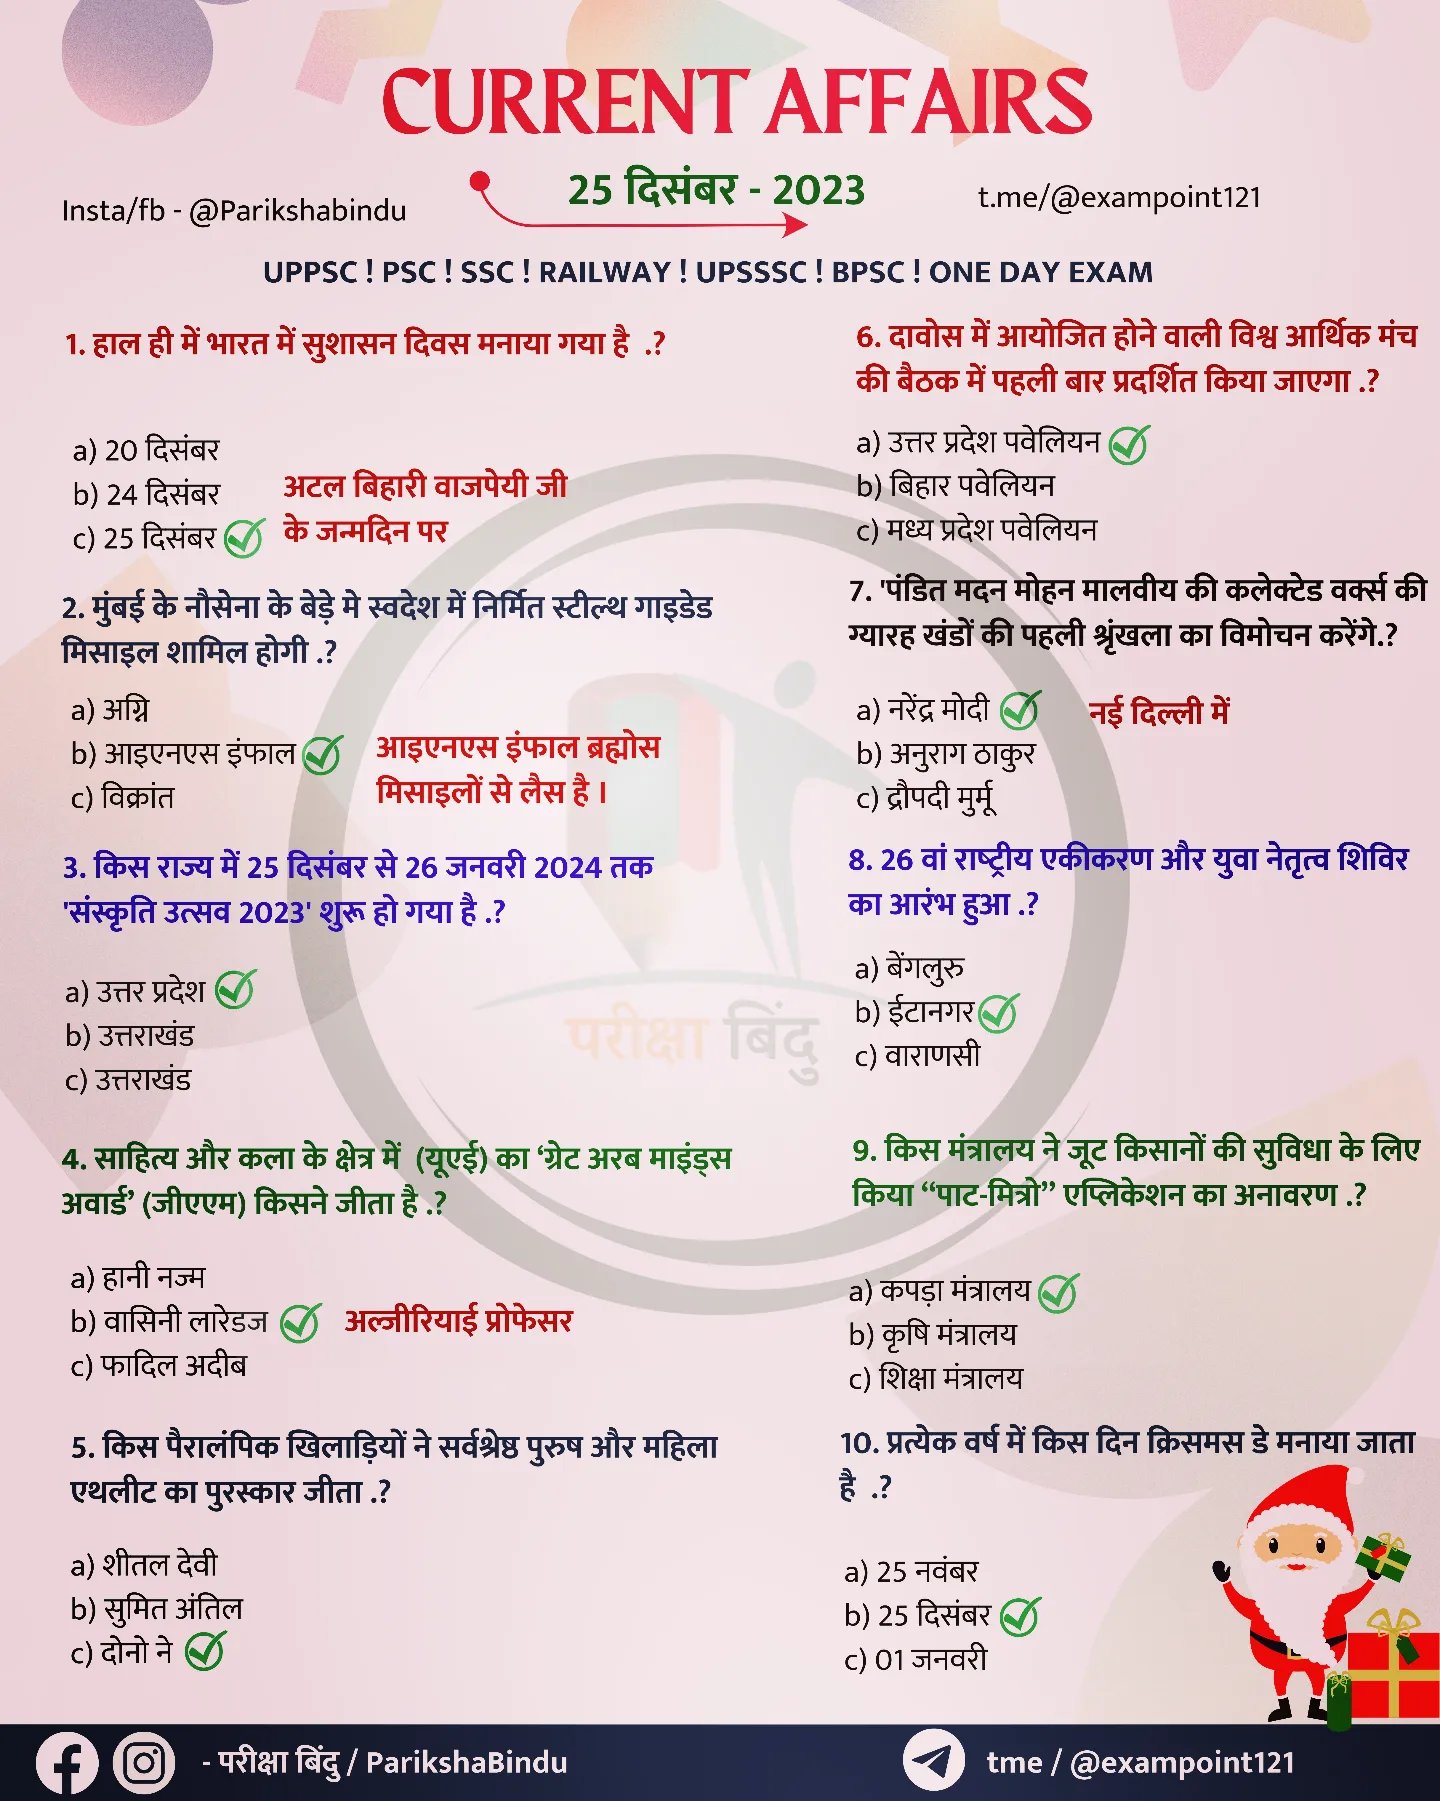 CURRENT AFFAIRS
25 दिसंबर - 2023
Insta/fb - @Parikshabindu
t.me/@exampoint121
UPPSC ! PSC ! SSC ! RAILWAY ! UPSSSC ! BPSC ! ONE DAY EXAM
1. हाल ही में भारत में सुशासन दिवस मनाया गया है .?
a) 20 दिसंबर
b) 24 दिसंबर
c) 25 दिसंबर
अटल बिहारी वाजपेयी जी
के जन्मदिन पर
2. मुंबई के नौसेना के बेड़े मे स्वदेश में निर्मित स्टील्थ गाइडेड
मिसाइल शामिल होगी .?
a) अग्नि
b) आइएनएस इंफाल
c) विक्रांत
आइएनएस इंफाल ब्रह्मोस
मिसाइलों से लैस है ।
3. किस राज्य में 25 दिसंबर से 26 जनवरी 2024 तक
'संस्कृति उत्सव 2023' शुरू हो गया है .?
a) उत्तर प्रदेश
b) उत्तराखंड
c) उत्तराखंड
4. साहित्य और कला के क्षेत्र में (यूएई) का ‘ग्रेट अरब माइंड्स
अवार्ड’ (जीएएम) किसने जीता है .?
a) हानी नज्म
b) वासिनी लारेडज
c) फादिल अदीब
अल्जीरियाई प्रोफेसर
5. किस पैरालंपिक खिलाड़ियों ने सर्वश्रेष्ठ पुरुष और महिला
एथलीट का पुरस्कार जीता .?
a) शीतल देवी
b) सुमित अंतिल
c) दोनो ने
6. दावोस में आयोजित होने वाली विश्व आर्थिक मंच
की बैठक में पहली बार प्रदर्शित किया जाएगा .?
a) उत्तर प्रदेश पवेलियन
b) बिहार पवेलियन
c) मध्य प्रदेश पवेलियन
7. 'पंडित मदन मोहन मालवीय की कलेक्टेड वर्क्स की
ग्यारह खंडों की पहली श्रृंखला का विमोचन करेंगे.?
a) नरेंद्र मोदी
b) अनुराग ठाकुर
c) द्रौपदी मुर्मू
नई दिल्ली में
8. 26 वां राष्ट्रीय एकीकरण और युवा नेतृत्व शिविर
का आरंभ हुआ .?
a) बेंगलुरु
b) ईटानगर
c) वाराणसी
9. किस मंत्रालय ने जूट किसानों की सुविधा के लिए
किया “पाट-मित्रो” एप्लिकेशन का अनावरण .?
a) कपड़ा मंत्रालय
b) कृषि मंत्रालय
c) शिक्षा मंत्रालय
10. प्रत्येक वर्ष में किस दिन क्रिसमस डे मनाया जाता
है .?
a) 25 नवंबर
b) 25 दिसंबर
c) 01 जनवरी
परीक्षा बिंदु
- परीक्षा बिंदु / ParikshaBindu
tme / @exampoint121